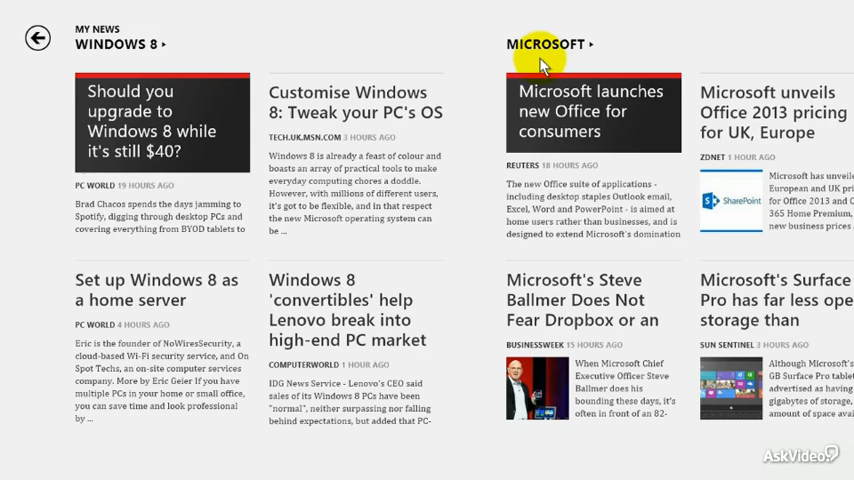 MY NEWS
WINDOWS 8
Should you
upgrade to
Windows 8 while
it's still $40?
PC WORLD 19 HOURS AGO
Brad Chacos spends the days jamming to
Spotify, digging through desktop PCs and
covering everything from BYOD tablets to
Customise Windows
8: Tweak your PC's OS
TECH.UK.MSN.COM 3 HOURS AGO
Windows 8 is already a feast of colour and
boasts an array of practical tools to make
everyday computing chores a doddle.
However, with millions of different users,
it's got to be flexible, and in that respect
the new Microsoft operating system can
be ...
Set up Windows 8 as
a home server
PC WORLD 4 HOURS AGO
Eric is the founder of NoWiresSecurity, a
cloud-based Wi-Fi security service, and On
Spot Techs, an on-site computer services
company. More by Eric Geier If you have
multiple PCs in your home or small office,
you can save time and look professional
by ...
Windows 8
'convertibles' help
Lenovo break into
high-end PC market
COMPUTERWORLD 1 HOUR AGO
IDG News Service - Lenovo's CEO said
sales of its Windows 8 PCs have been
"normal", neither surpassing nor falling
behind expectations, but added that PC-
MICROSOFT
Microsoft launches
new Office for
consumers
REUTERS 18 HOURS AGO
The new Office suite of applications -
including desktop staples Outlook email,
Excel, Word and PowerPoint - is aimed at
home users rather than businesses, and is
designed to extend Microsoft's domination
Microsoft unveils
Office 2013 pricing
for UK, Europe
ZDNET 1 HOUR AGO
SharePoint
Microsoft has unveile
European and UK pri
for Office 2013 and O
365 Home Premium,
new business prices
Microsoft's Steve
Ballmer Does Not
Fear Dropbox or an
BUSINESSWEEK 15 HOURS AGO
When Microsoft Chief
Executive Officer Steve
Ballmer does his
bounding these days, it's
often in front of an 82-
Microsoft's Surface
Pro has far less ope
storage than
SUN SENTINEL 3 HOURS AGO
Although Microsoft's
GB Surface Pro tablet
advertised as having
gigabytes of storage,
amount of space avai
AskVideo